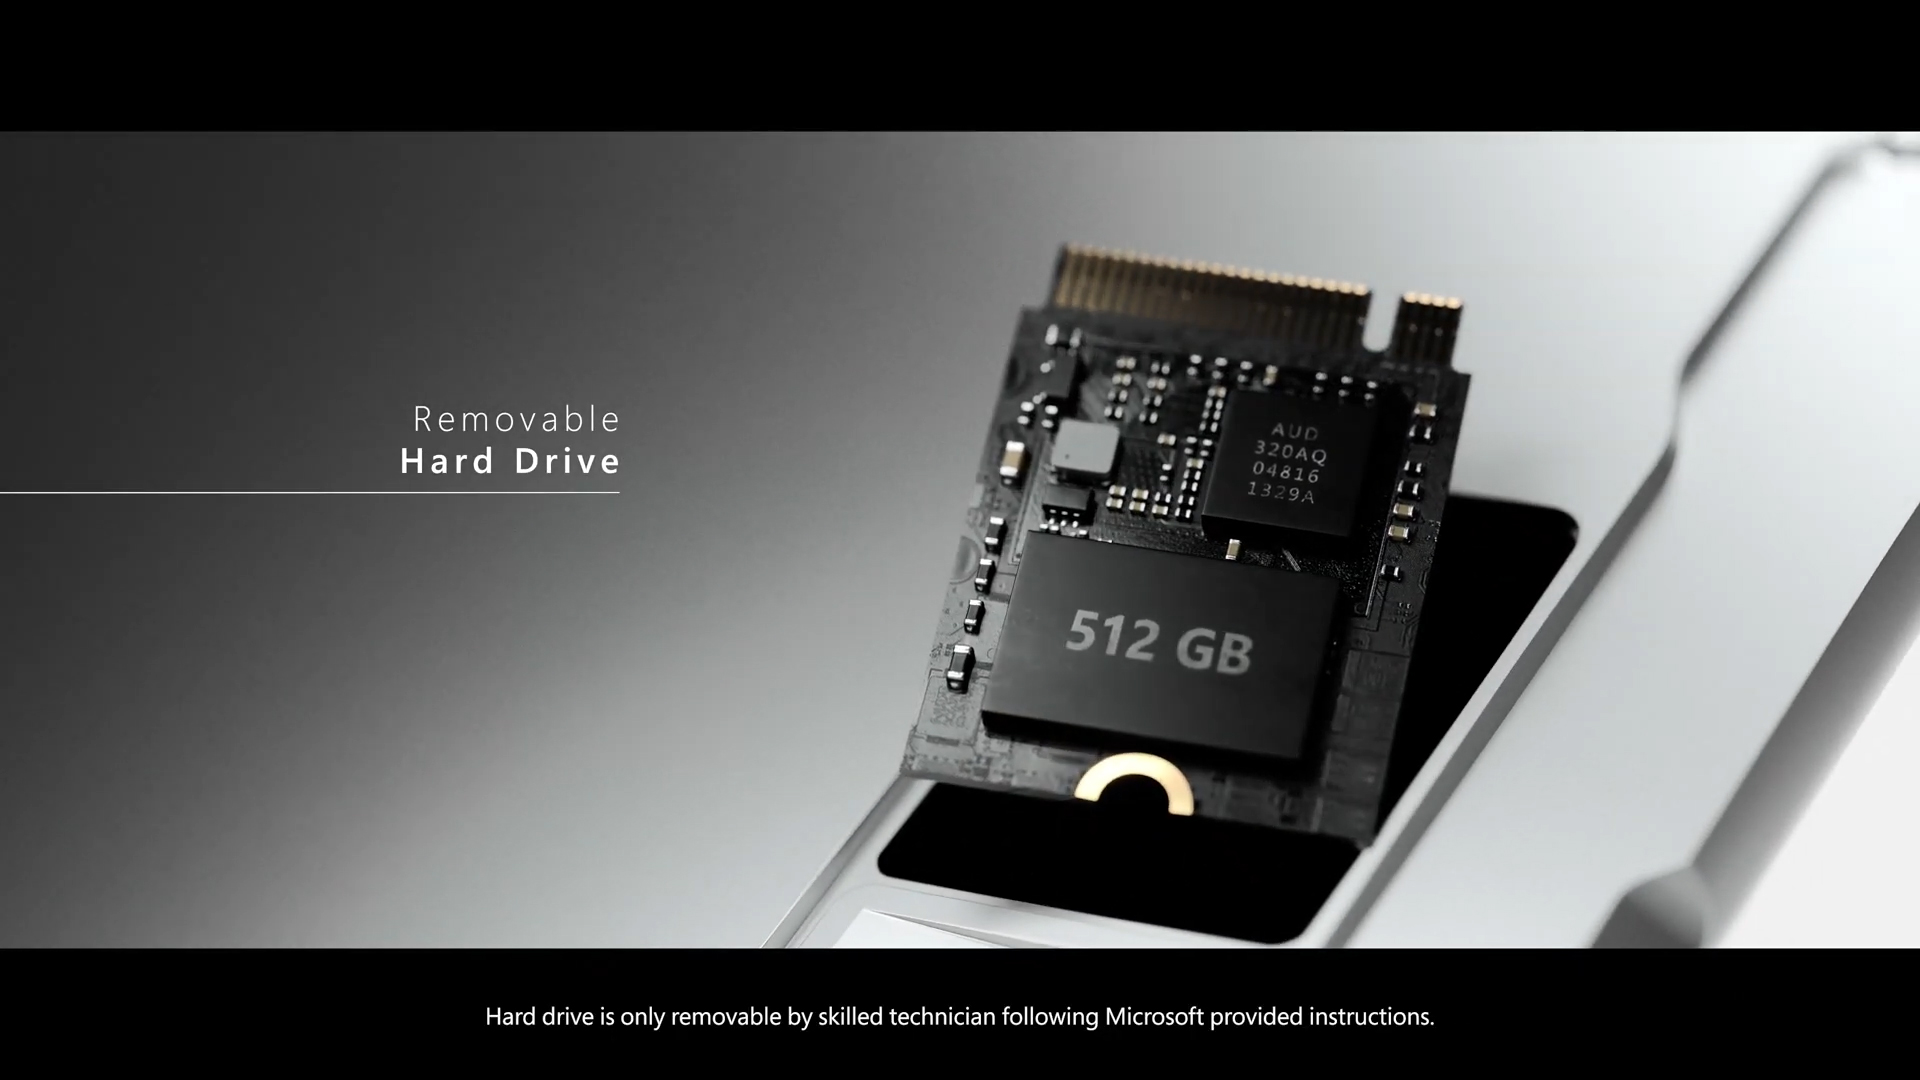 Removable
Hard Drive
AUD
320AQ
04816
1329A
512 GB
Hard drive is only removable by skilled technician following Microsoft provided instructions.